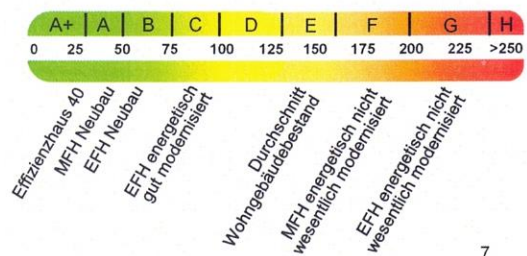 A+ A B C D E F G H
0 25 50 75 100 125 150 175 200 225 >250
Effizienzhaus 40
MFH Neubau
EFH Neubau
EFH energetisch
gut modernisiert
Durchschnitt
Wohngebäudebestand
MFH energetisch nicht
wesentlich modernisiert
EFH energetisch nicht
wesentlich modernisiert
7